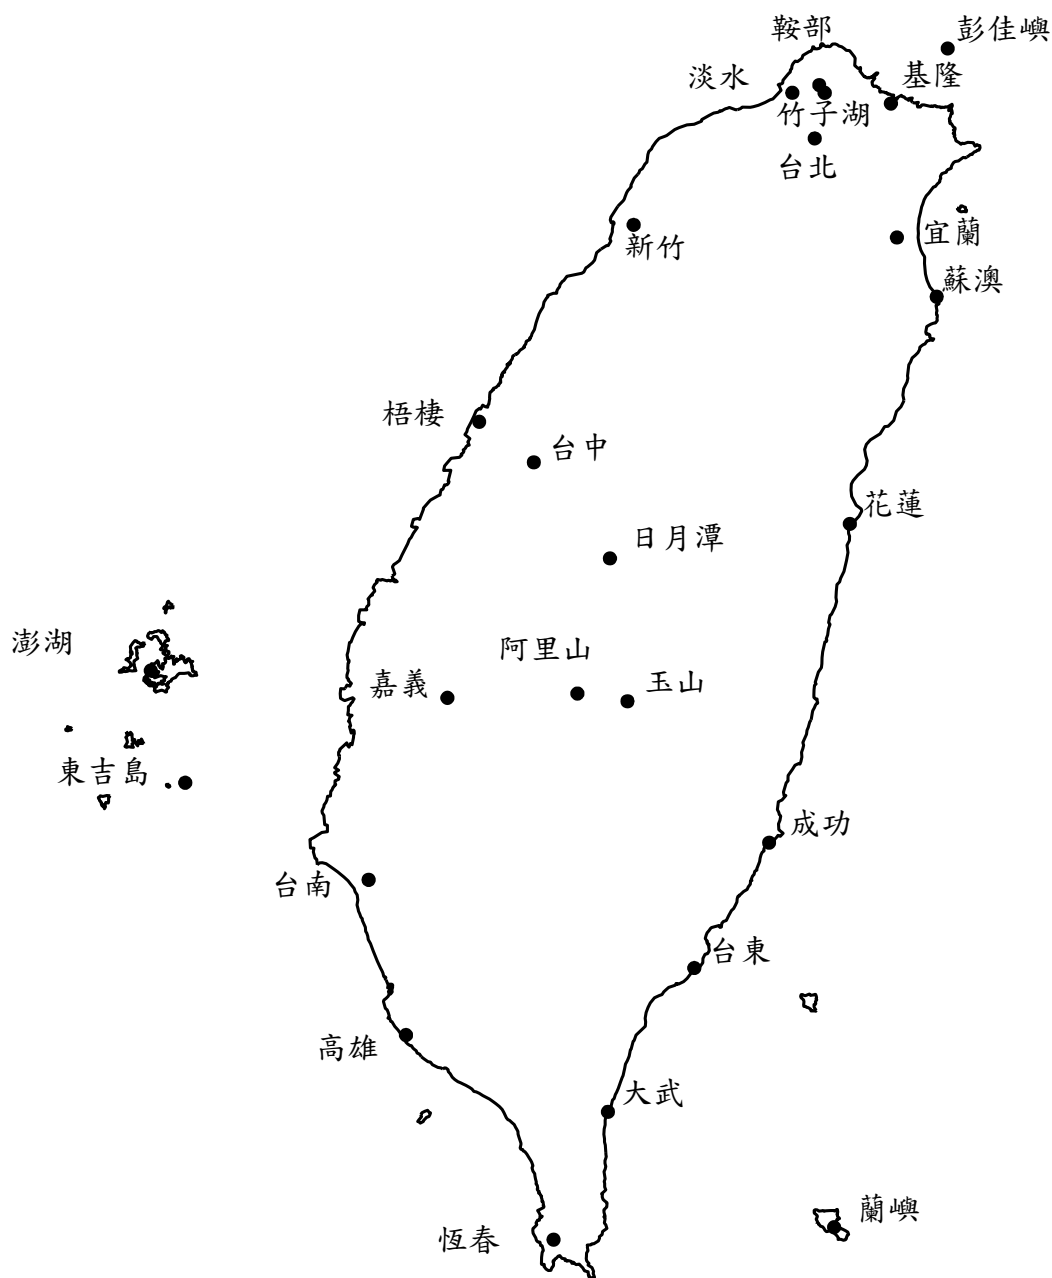 鞍部
彭佳嶼
淡水
基隆
竹子湖
台北
宜蘭
新竹
蘇澳
梧棲
台中
花蓮
日月潭
澎湖
阿里山
嘉義
玉山
東吉島
成功
台南
台東
高雄
大武
蘭嶼
恆春